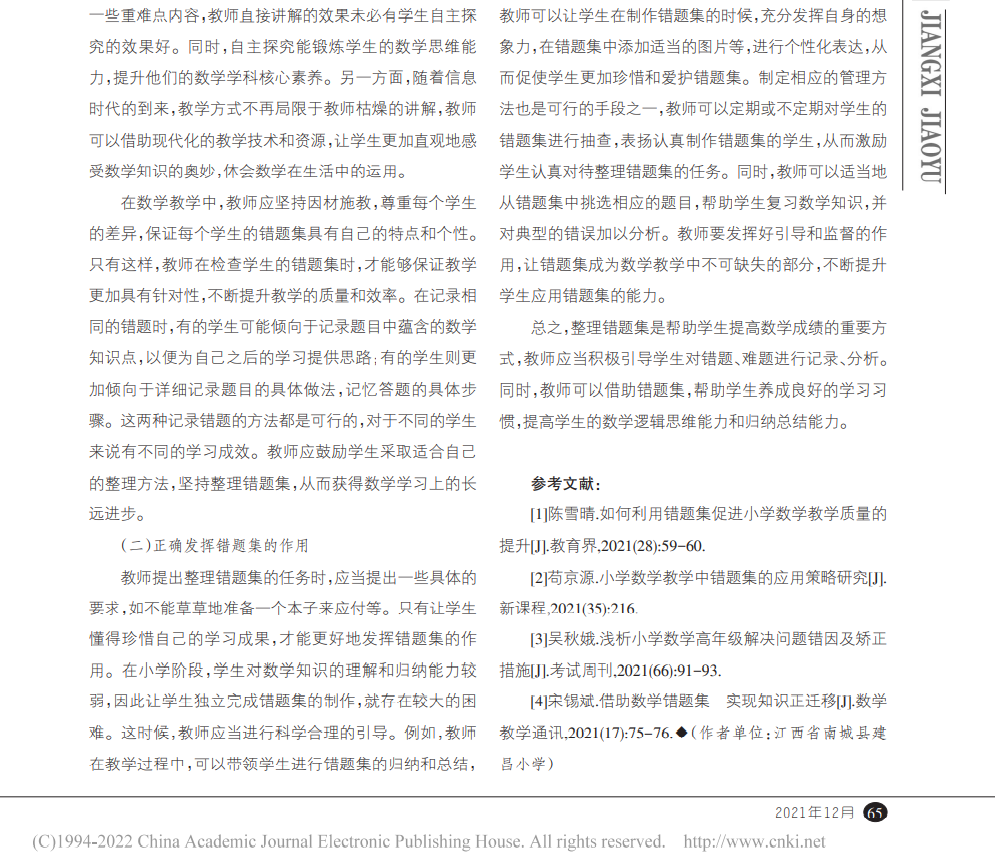 一些重难点内容,教师直接讲解的效果未必有学生自主探
究的效果好。同时,自主探究能锻炼学生的数学思维能
力,提升他们的数学学科核心素养。另一方面,随着信息
时代的到来,教学方式不再局限于教师枯燥的讲解,教师
可以借助现代化的教学技术和资源,让学生更加直观地感
受数学知识的奥妙,休会数学在生活中的运用。
在数学教学中,教师应坚持因材施教,尊重每个学生
的差异,保证每个学生的错题集具有自己的特点和个性。
只有这样,教师在检查学生的错题集时,才能够保证教学
更加具有针对性,不断提升教学的质量和效率。在记录相
同的错题时,有的学生可能倾向于记录题目中蕴含的数学
知识点,以便为自己之后的学习提供思路;有的学生则更
加倾向于详细记录题目的具体做法,记忆答题的具体步
骤。这两种记录错题的方法都是可行的,对于不同的学生
来说有不同的学习成效。教师应鼓励学生采取适合自己
的整理方法,坚持整理错题集,从而获得数学学习上的长
远进步。
(二)正确发挥错题集的作用
教师提出整理错题集的任务时,应当提出一些具体的
要求,如不能草草地准备一个本子来应付等。只有让学生
懂得珍惜自己的学习成果,才能更好地发挥错题集的作
用。在小学阶段,学生对数学知识的理解和归纳能力较
弱,因此让学生独立完成错题集的制作,就存在较大的困
难。这时候,教师应当进行科学合理的引导。例如,教师
在教学过程中,可以带领学生进行错题集的归纳和总结,
教师可以让学生在制作错题集的时候,充分发挥自身的想
象力,在错题集中添加适当的图片等,进行个性化表达,从
而促使学生更加珍惜和爱护错题集。制定相应的管理方
法也是可行的手段之一,教师可以定期或不定期对学生的
错题集进行抽查,表扬认真制作错题集的学生,从而激励
学生认真对待整理错题集的任务。同时,教师可以适当地
从错题集中挑选相应的题目,帮助学生复习数学知识,并
对典型的错误加以分析。教师要发挥好引导和监督的作
用,让错题集成为数学教学中不可缺失的部分,不断提升
学生应用错题集的能力。
总之,整理错题集是帮助学生提高数学成绩的重要方
式,教师应当积极引导学生对错题、难题进行记录、分析。
同时,教师可以借助错题集,帮助学生养成良好的学习习
惯,提高学生的数学逻辑思维能力和归纳总结能力。
参考文献:
[1]陈雪晴.如何利用错题集促进小学数学教学质量的
提升[J].教育界,2021(28):59-60.
[2]苟京源.小学数学教学中错题集的应用策略研究[J].
新课程,2021(35):216.
[3]吴秋娥.浅析小学数学高年级解决问题错因及矫正
措施[J].考试周刊,2021(66):91-93.
[4]宋锡斌.借助数学错题集 实现知识正迁移[J].数学
教学通讯,2021(17):75-76.◆(作者单位:江西省南城县建
昌小学)
JIANGXI JIAOYU
2021年12月 65
(C)1994-2022 China Academic Journal Electronic Publishing House. All rights reserved. http://www.cnki.net